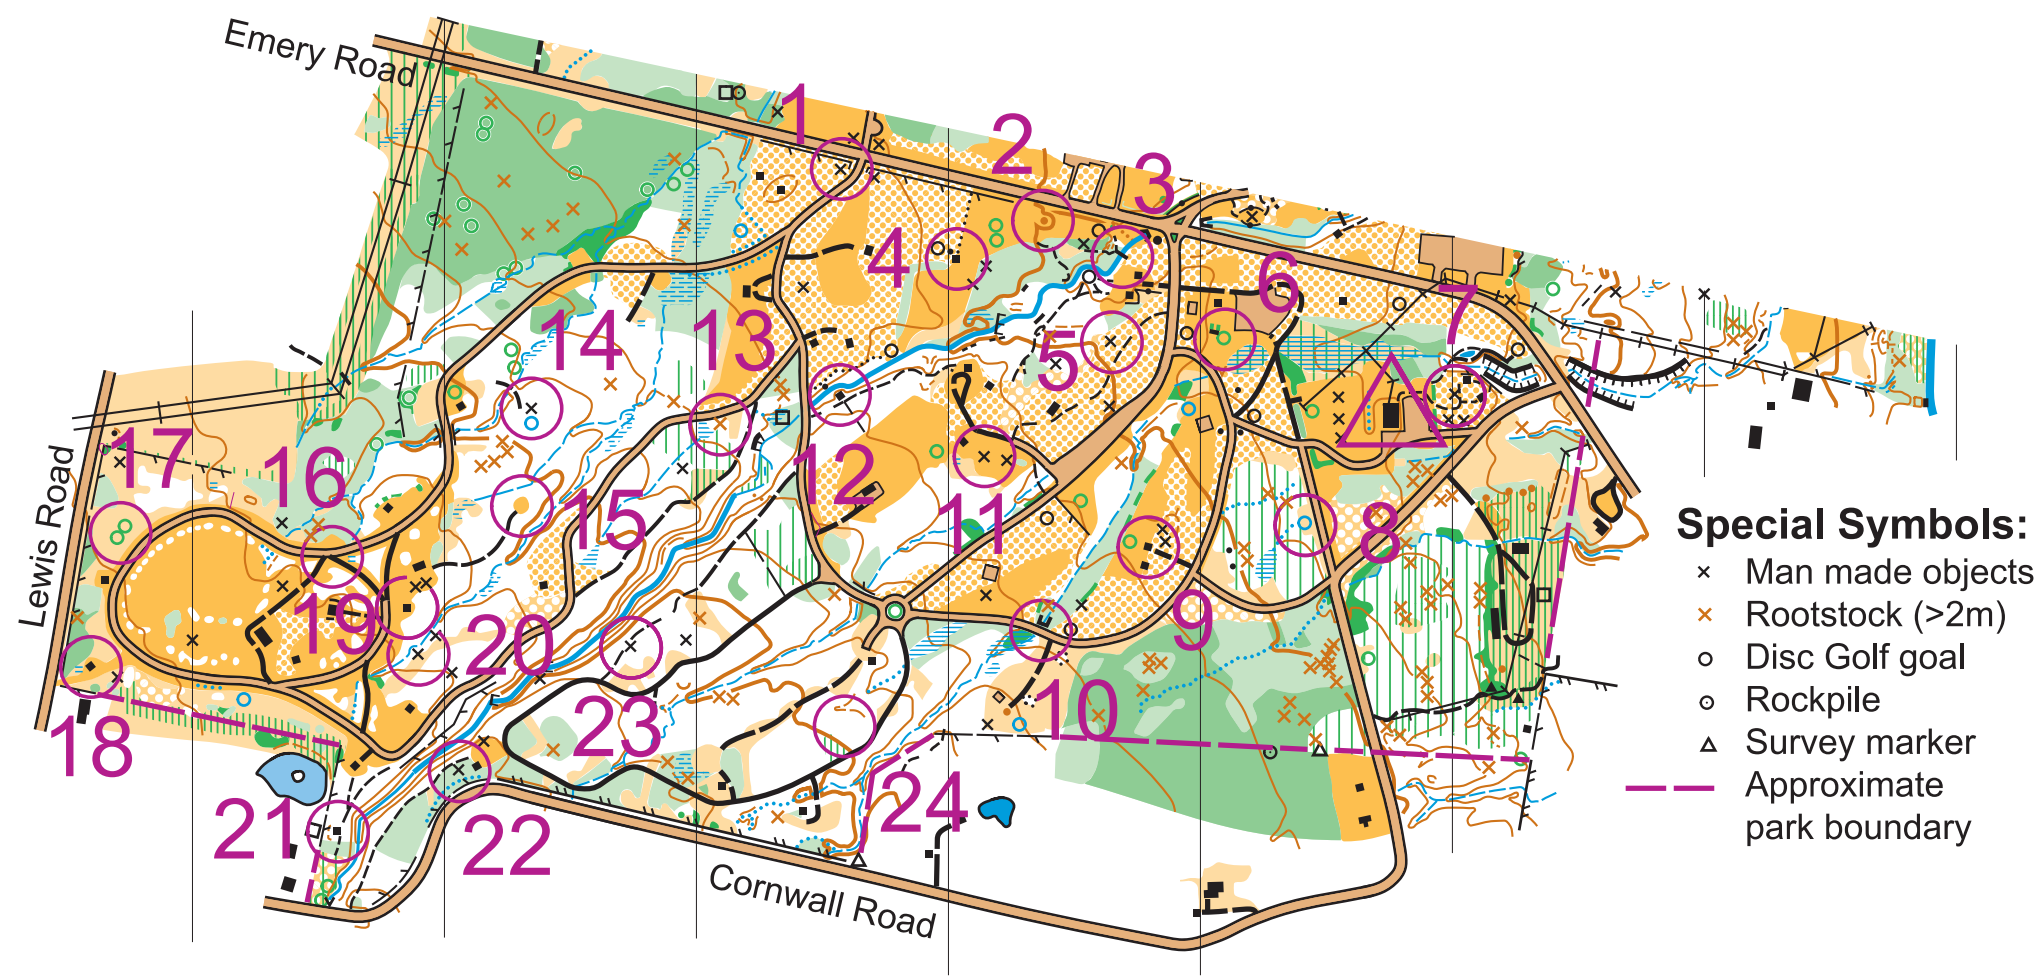 Emery Road
1
2
3
4
5
6
7
14
13
17
16
15
12
11
8
Lewis Road
19
20
9
18
23
10
21
22
24
Cornwall Road
Special Symbols:
Man made objects
Rootstock (>2m)
Disc Golf goal
Rockpile
Survey marker
Approximate
park boundary